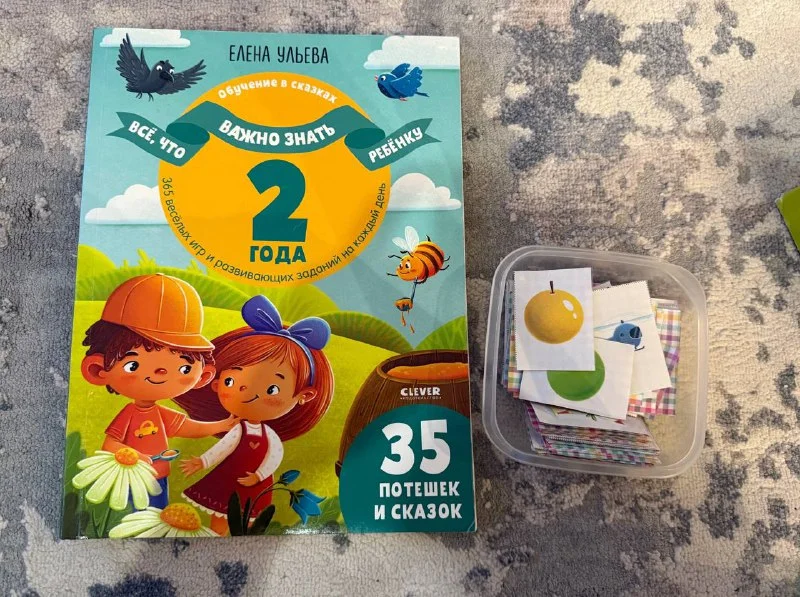 ЕЛЕНА УЛЬЕВА
Обучение в сказках
ВСЁ, ЧТО
ВАЖНО ЗНАТЬ
РЕБЁНКУ
2
ГОДА
365 весёлых игр и развивающих заданий на каждый день
CLEVER
35
ПОТЕШЕК
И СКАЗОК